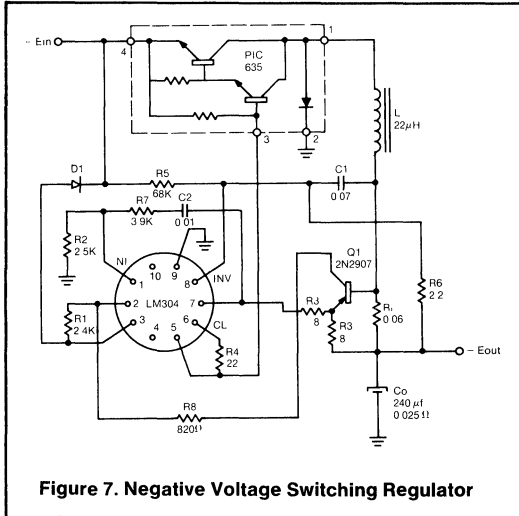 - Ein
4
1
PIC
635
3
2
L
22µH
D1
R5
68K
C1
0 07
R7
3 9K
C2
0 01
R2
2 5K
NI
10
9
INV
1
8
Q1
2N2907
R6
2 2
2
LM304
7
R1
2 4K
3
4
5
6
CL
R3
8
R3
8
0 06
R4
22
- Eout
R8
820Ω
Co
240 µf
0 025 Ω
Figure 7. Negative Voltage Switching Regulator